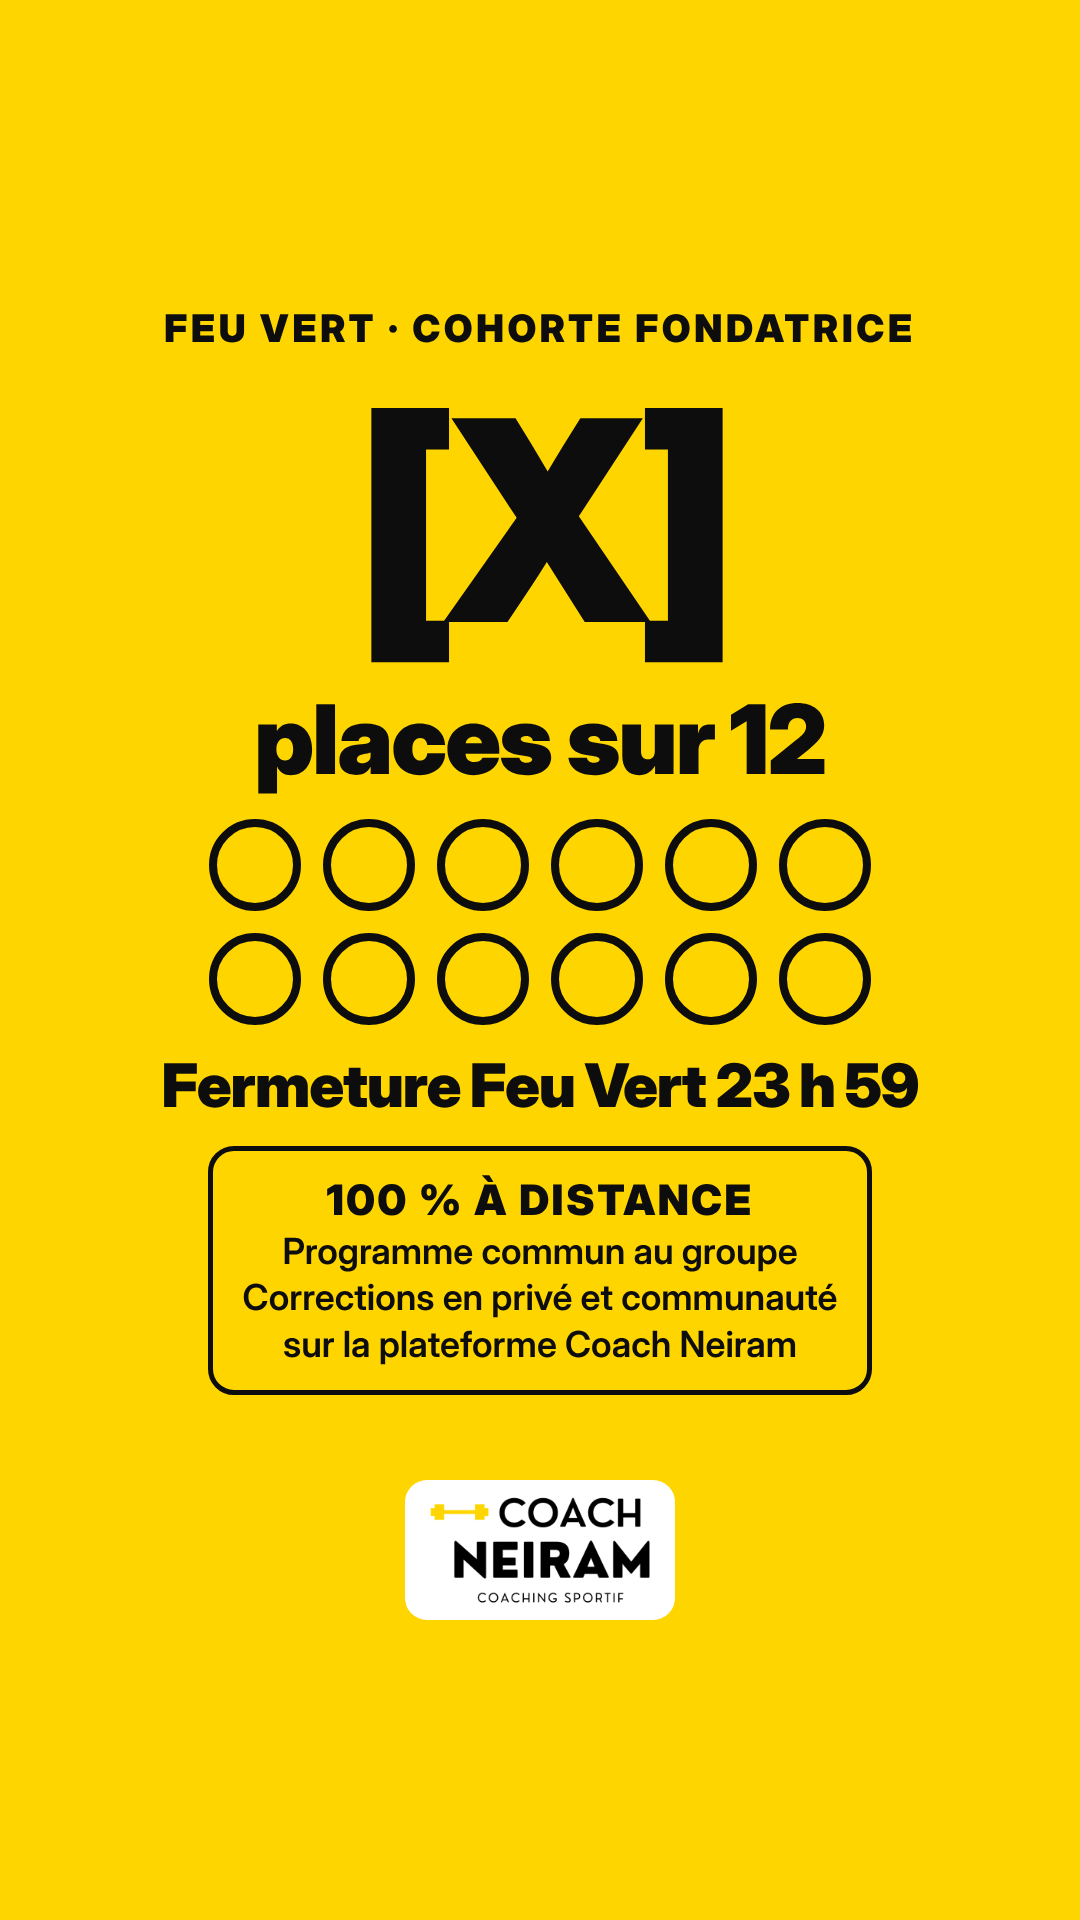 FEU VERT · COHORTE FONDATRICE
[X]
places sur 12
Fermeture Feu Vert 23 h 59
100 % À DISTANCE
Programme commun au groupe
Corrections en privé et communauté
sur la plateforme Coach Neiram
COACH
NEIRAM
COACHING SPORTIF